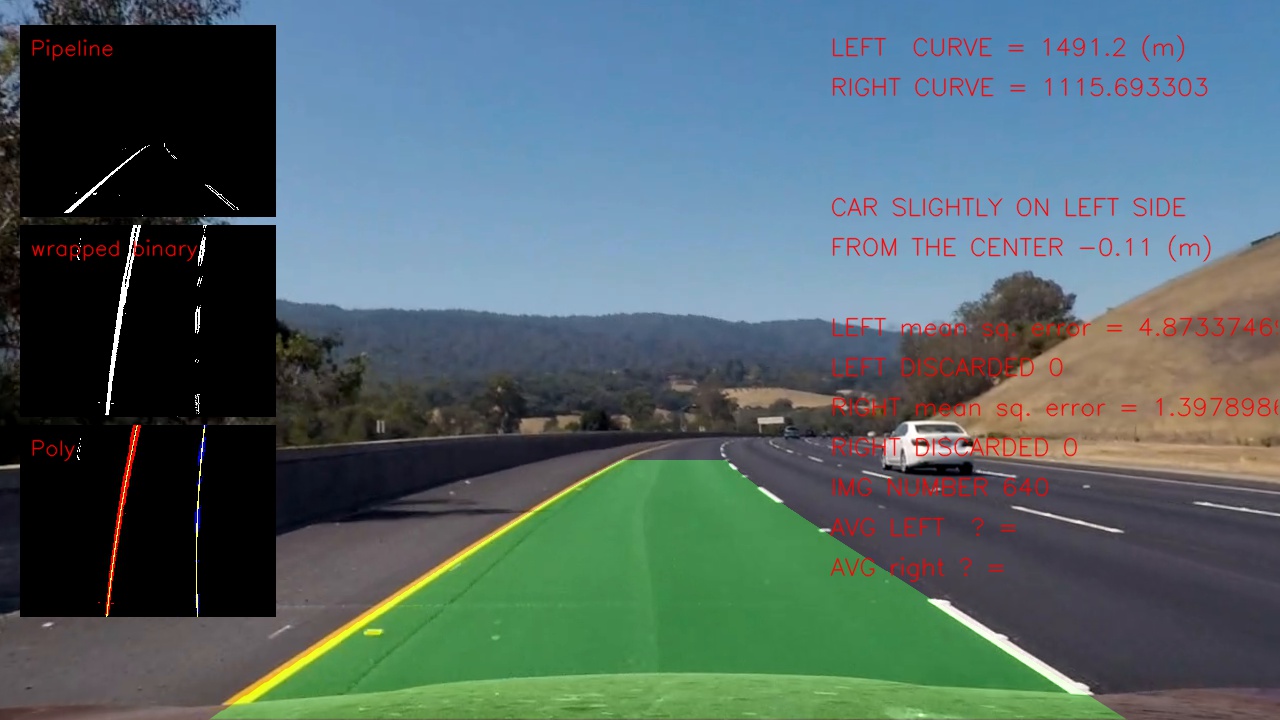 Pipeline
wrapped binary
Poly
LEFT CURVE = 1491.2 (m)
RIGHT CURVE = 1115.693303
CAR SLIGHTLY ON LEFT SIDE
FROM THE CENTER -0.11 (m)
LEFT mean sq. error = 4.8733746
LEFT DISCARDED 0
RIGHT mean sq. error = 1.397898
RIGHT DISCARDED 0
IMG NUMBER 640
AVG LEFT ? =
AVG right ? =